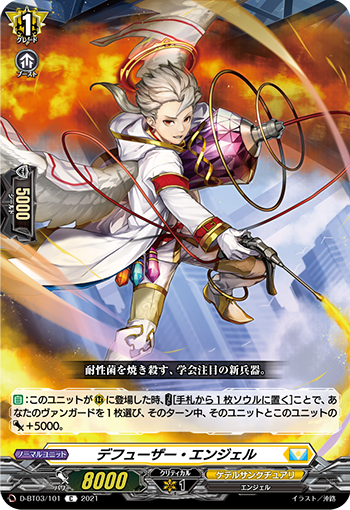 1
グレード
ブースト
5000
シールド
耐性菌を焼き殺す、学会注目の新兵器。
自:このユニットがRに登場した時、【手札から1枚ソウルに置く】ことで、あ
なたのヴァンガードを1枚選び、そのターン中、そのユニットとこのユニットの
+5000。
ノーマルユニット
デフューザー・エンジェル
パワー
8000
クリティカル
1
ケテルサンクチュアリ
エンジェル
D-BT03/101 C 2021
イラスト/沖路